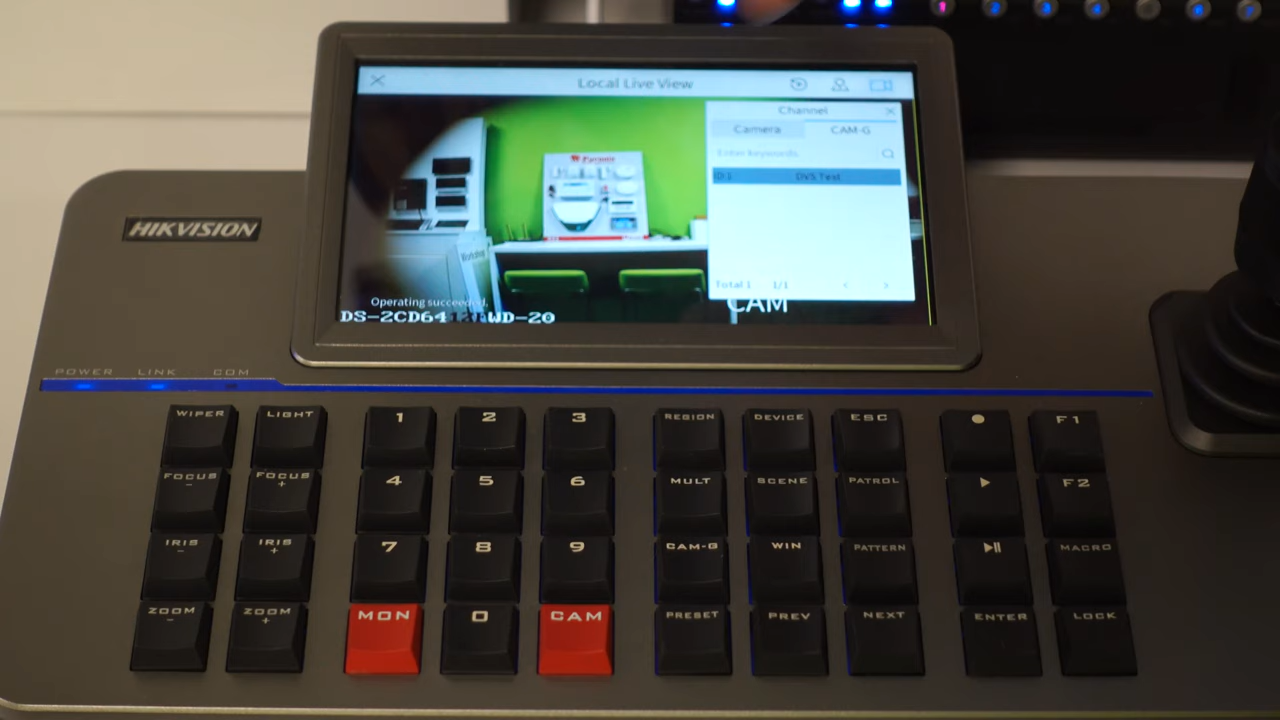 Local Live View
Channel
Camera CAM-G
Enter keywords.
ID:1 DVS Test
Total 1 1/1
Operating succeeded.
CAM
HIKVISION
POWER LINK COM
WIPER LIGHT 1 2 3 REGION DEVICE ESC F1
FOCUS - FOCUS + 4 5 6 MULT SCENE PATROL F2
IRIS - IRIS + 7 8 9 CAM-G WIN PATTERN MACRO
ZOOM - ZOOM + MON 0 CAM PRESET PREV NEXT ENTER LOCK